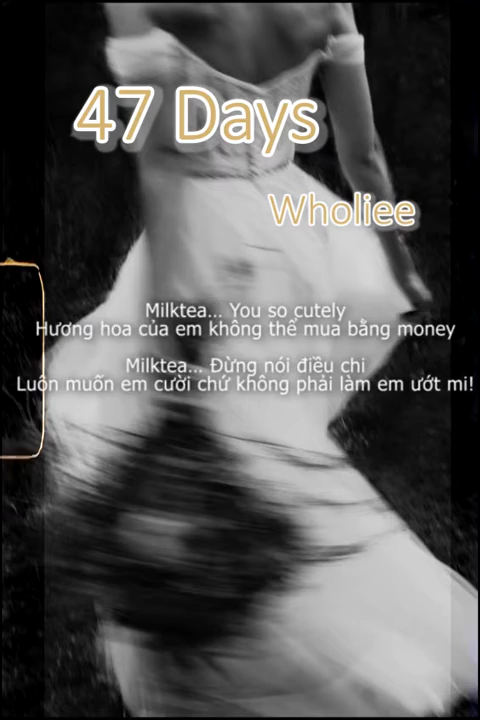 47 Days
Wholiee
Milktea... You so cutely
Hương hoa của em không thể mua bằng money
Milktea... Đừng nói điều chi
Luôn muốn em cười chứ không phải làm em ướt mi!